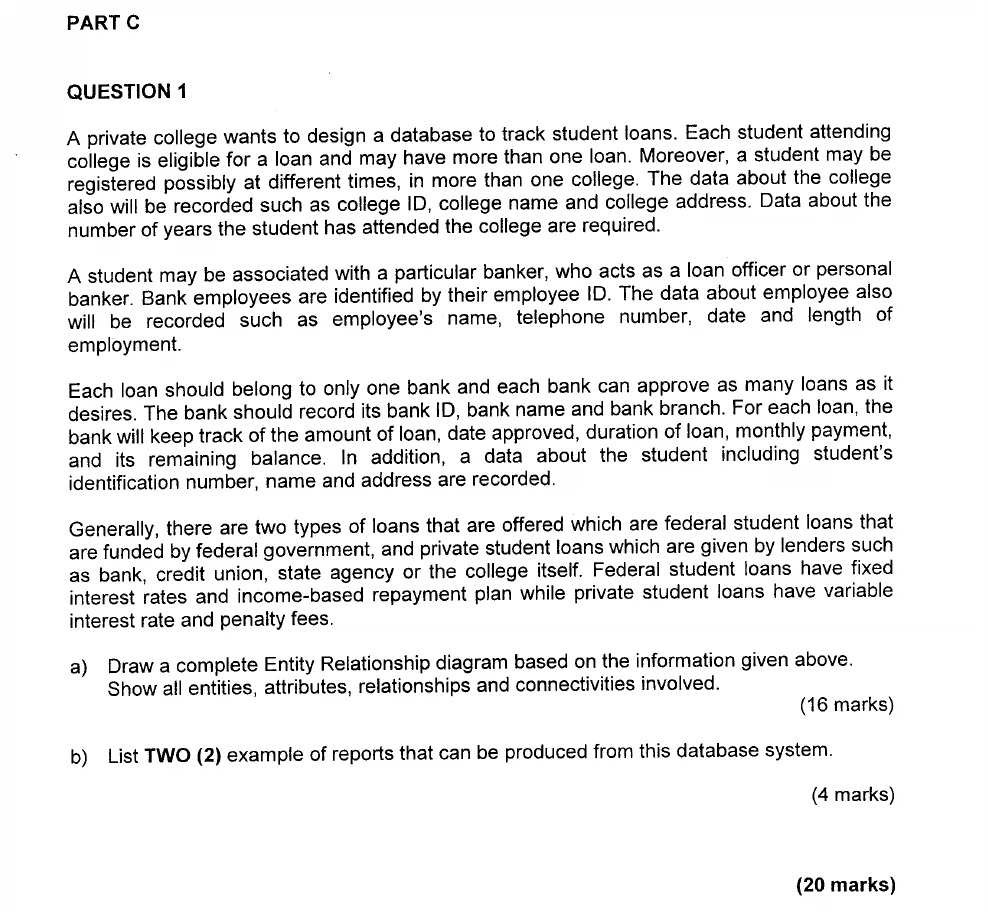 PART C
QUESTION 1
A private college wants to design a database to track student loans. Each student attending
college is eligible for a loan and may have more than one loan. Moreover, a student may be
registered possibly at different times, in more than one college. The data about the college
also will be recorded such as college ID, college name and college address. Data about the
number of years the student has attended the college are required.
A student may be associated with a particular banker, who acts as a loan officer or personal
banker. Bank employees are identified by their employee ID. The data about employee also
will be recorded such as employee's name, telephone number, date and length of
employment.
Each loan should belong to only one bank and each bank can approve as many loans as it
desires. The bank should record its bank ID, bank name and bank branch. For each loan, the
bank will keep track of the amount of loan, date approved, duration of loan, monthly payment,
and its remaining balance. In addition, a data about the student including student's
identification number, name and address are recorded.
Generally, there are two types of loans that are offered which are federal student loans that
are funded by federal government, and private student loans which are given by lenders such
as bank, credit union, state agency or the college itself. Federal student loans have fixed
interest rates and income-based repayment plan while private student loans have variable
interest rate and penalty fees.
a) Draw a complete Entity Relationship diagram based on the information given above.
Show all entities, attributes, relationships and connectivities involved.
(16 marks)
b) List TWO (2) example of reports that can be produced from this database system.
(4 marks)
(20 marks)